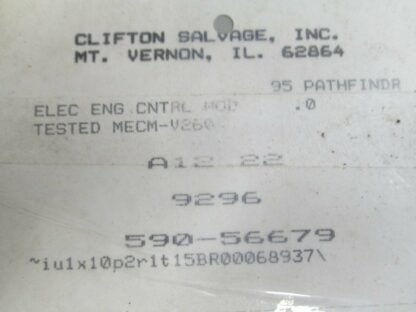 CLIFTON SALVAGE, INC.
MT. VERNON, IL. 62864
95 PATHFINDR
ELEC ENG CNTRL MOD .0
TESTED MECM-V260
A12 22
9296
590-56679
~iu1x10p2r1t15BR00068937\